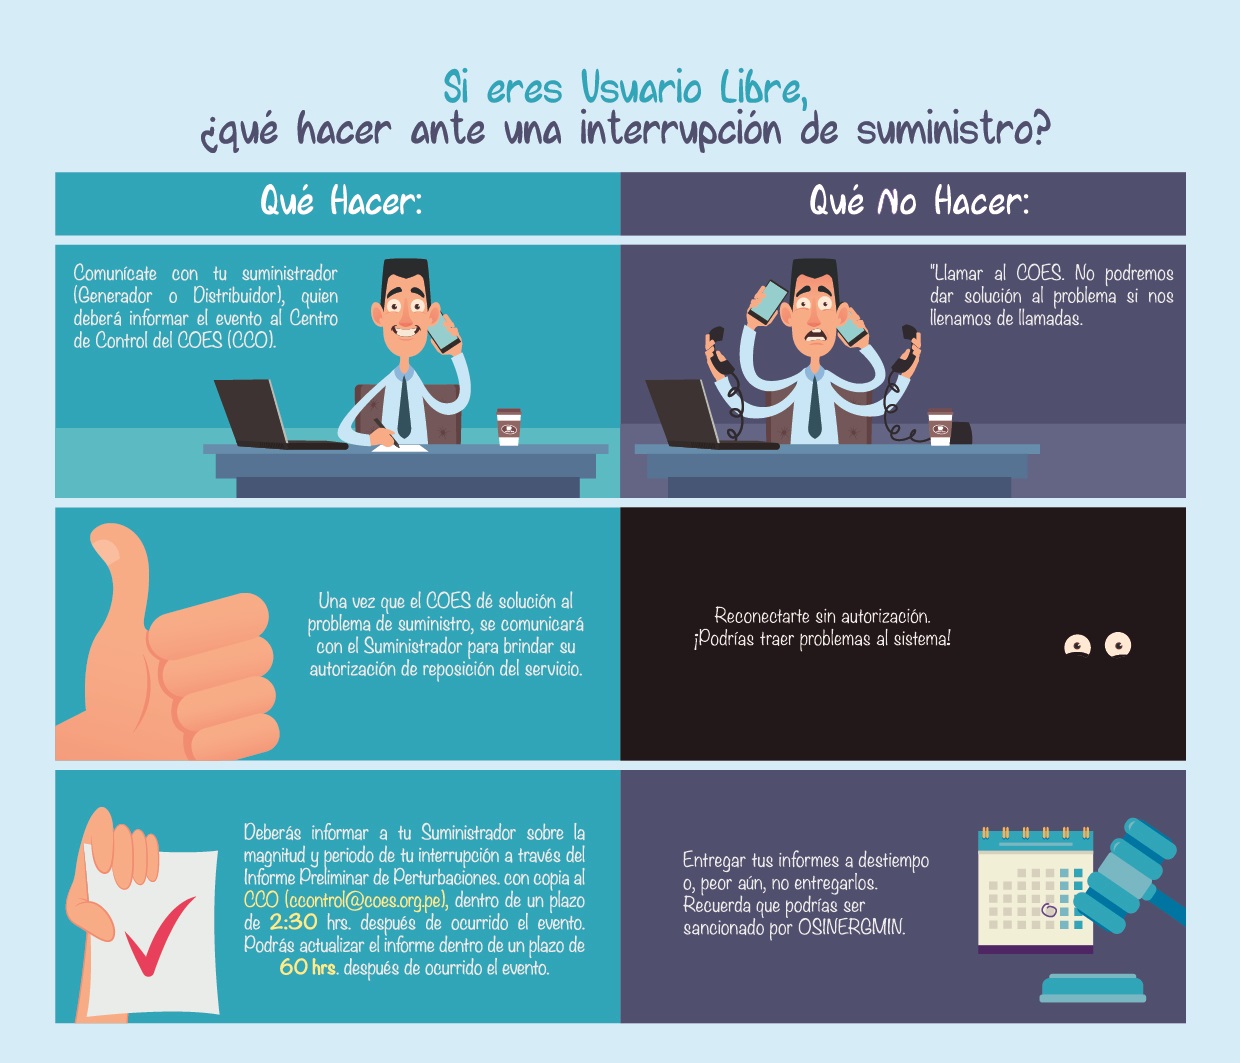 Si eres Usuario Libre,
¿qué hacer ante una interrupción de suministro?
Qué Hacer:
Qué No Hacer:
Comunícate con tu suministrador
(Generador o Distribuidor), quien
deberá informar el evento al Centro
de Control del COES (CCO).
"Llamar al COES. No podremos
dar solución al problema si nos
llenamos de llamadas.
Una vez que el COES dé solución al
problema de suministro, se comunicará
con el Suministrador para brindar su
autorización de reposición del servicio.
Reconectarte sin autorización.
¡Podrías traer problemas al sistema!
Deberás informar a tu Suministrador sobre la
magnitud y periodo de tu interrupción a través del
Informe Preliminar de Perturbaciones. con copia al
CCO (ccontrol@coes.org.pe), dentro de un plazo
de 2:30 hrs. después de ocurrido el evento.
Podrás actualizar el informe dentro de un plazo de
60 hrs. después de ocurrido el evento.
Entregar tus informes a destiempo
o, peor aún, no entregarlos.
Recuerda que podrías ser
sancionado por OSINERGMIN.